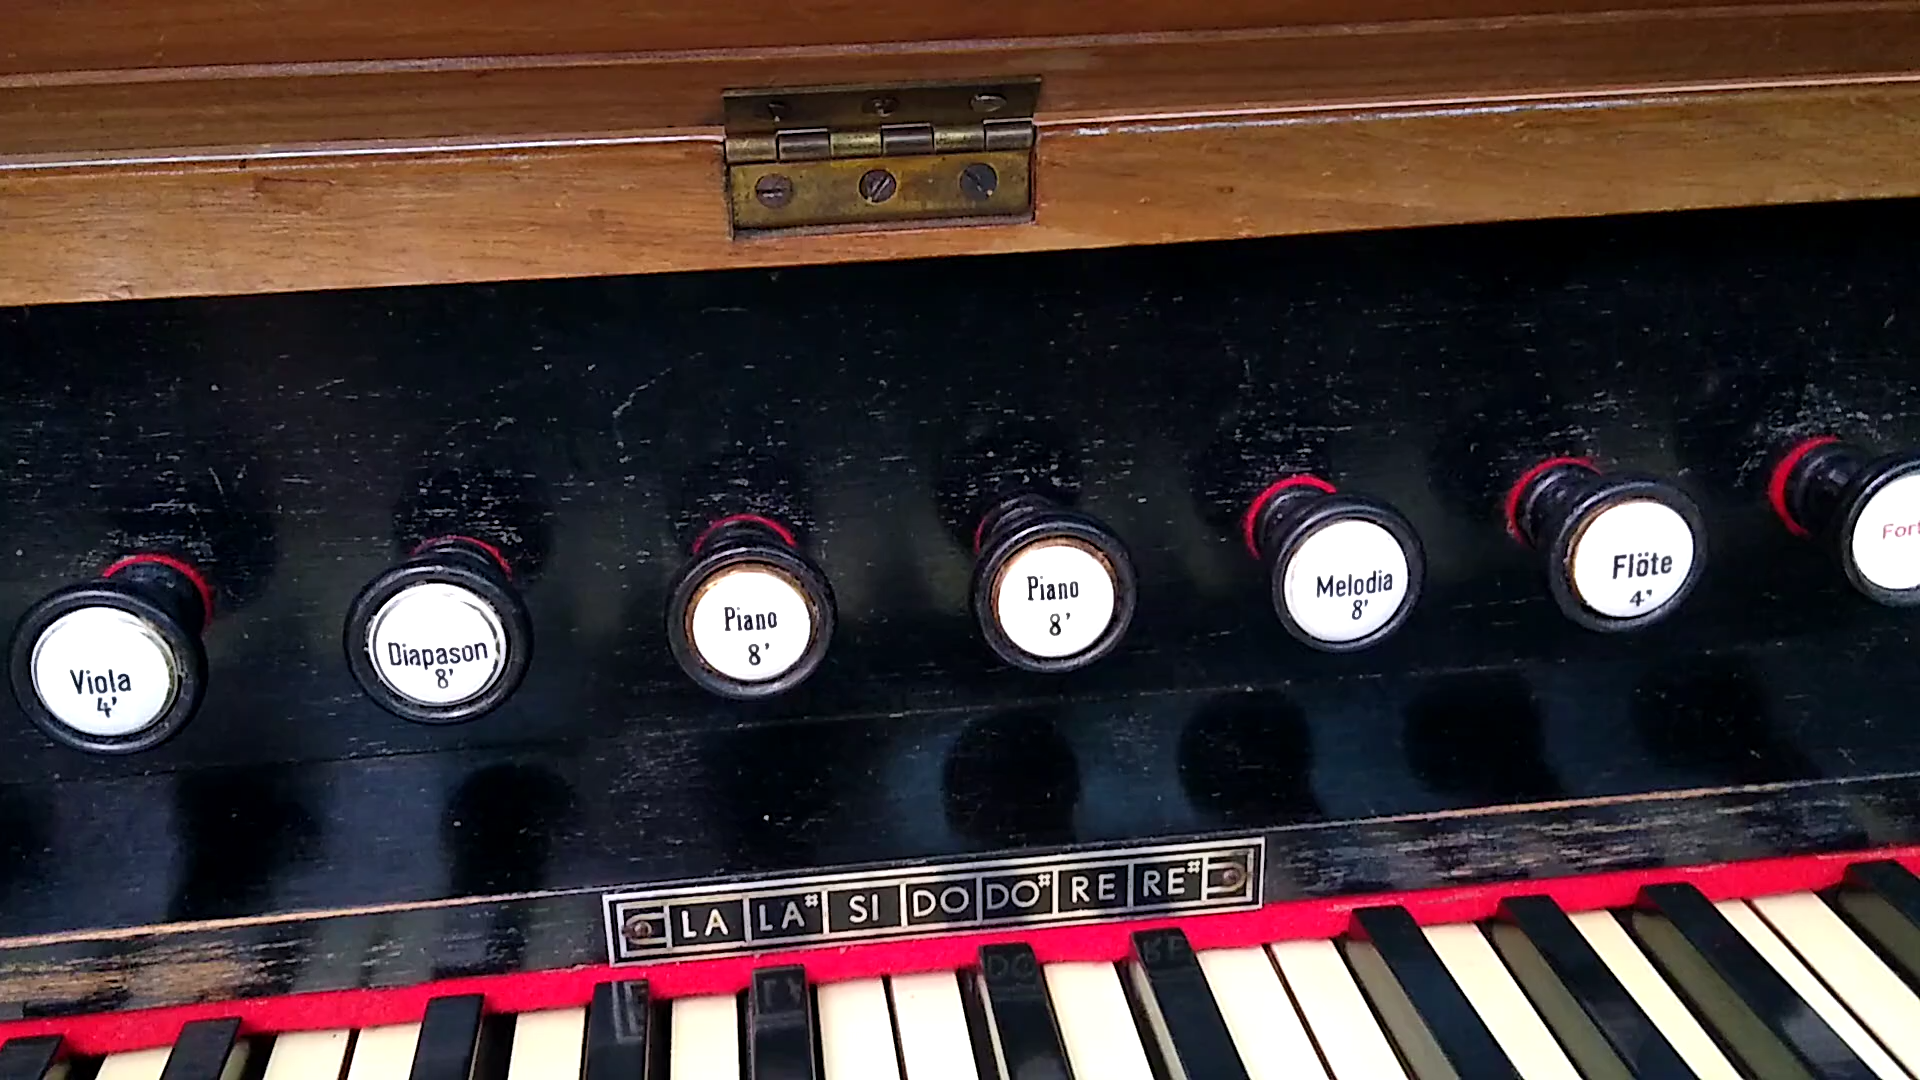 Viola
4'
Diapason
8'
Piano
8'
Piano
8'
Melodia
8'
Flöte
4'
LA LA# SI DO DO# RE RE#